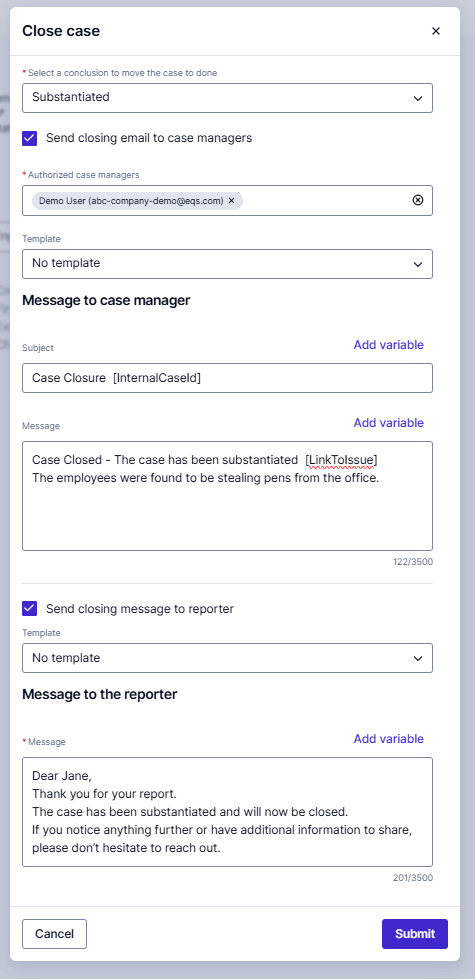 Close case
* Select a conclusion to move the case to done
Substantiated
Send closing email to case managers
* Authorized case managers
Demo User (abc-company-demo@eqs.com)
Template
No template
Message to case manager
Subject
Add variable
Case Closure [InternalCaseId]
Message
Add variable
Case Closed - The case has been substantiated [LinkToIssue]
The employees were found to be stealing pens from the office.
122/3500
Send closing message to reporter
Template
No template
Message to the reporter
* Message
Add variable
Dear Jane,
Thank you for your report.
The case has been substantiated and will now be closed.
If you notice anything further or have additional information to share,
please don't hesitate to reach out.
201/3500
Cancel
Submit